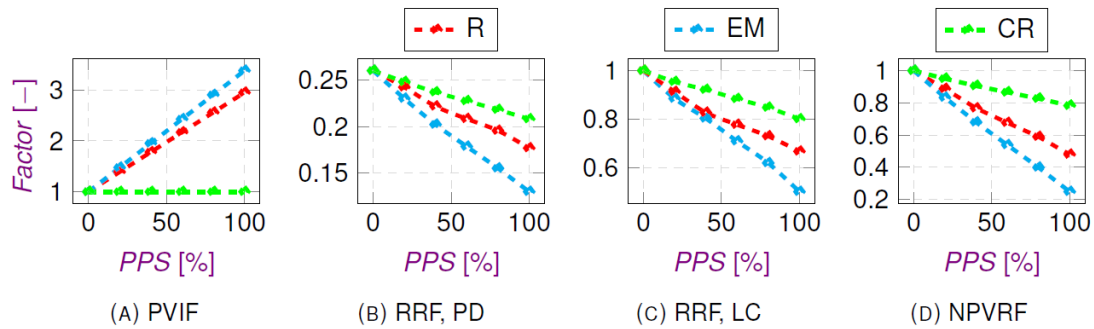 R
EM
CR
Factor [−]
3
2
1
0 50 100
PPS [%]
(A) PVIF
0.25
0.2
0.15
0 50 100
PPS [%]
(B) RRF, PD
1
0.8
0.6
0 50 100
PPS [%]
(C) RRF, LC
1
0.8
0.6
0.4
0.2
0 50 100
PPS [%]
(D) NPVRF